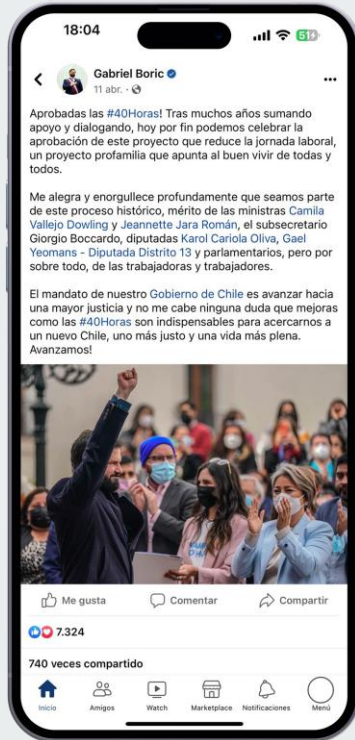 18:04
51
Gabriel Boric
11 abr. ·
Aprobadas las #40Horas! Tras muchos años sumando
apoyo y dialogando, hoy por fin podemos celebrar la
aprobación de este proyecto que reduce la jornada laboral,
un proyecto profamilia que apunta al buen vivir de todas y
todos.
Me alegra y enorgullece profundamente que seamos parte
de este proceso histórico, mérito de las ministras Camila
Vallejo Dowling y Jeannette Jara Román, el subsecretario
Giorgio Boccardo, diputadas Karol Cariola Oliva, Gael
Yeomans - Diputada Distrito 13 y parlamentarios, pero por
sobre todo, de las trabajadoras y trabajadores.
El mandato de nuestro Gobierno de Chile es avanzar hacia
una mayor justicia y no me cabe ninguna duda que mejoras
como las #40Horas son indispensables para acercarnos a
un nuevo Chile, uno más justo y una vida más plena.
Avanzamos!
Me gusta Comentar Compartir
7.324
740 veces compartido
Inicio Amigos Watch Marketplace Notificaciones Menú